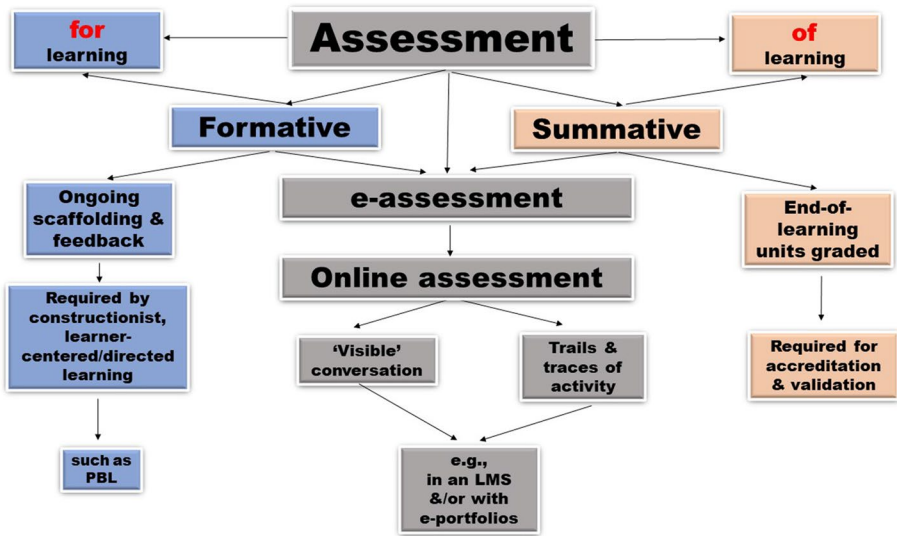 Assessment
for
learning
of
learning
Formative
Summative
Ongoing
scaffolding &
feedback
e-assessment
End-of-
learning
units graded
Online assessment
Required by
constructionist,
learner-
centered/directed
learning
‘Visible’
conversation
Trails &
traces of
activity
Required for
accreditation
& validation
such as
PBL
e.g.,
in an LMS
&/or with
e-portfolios